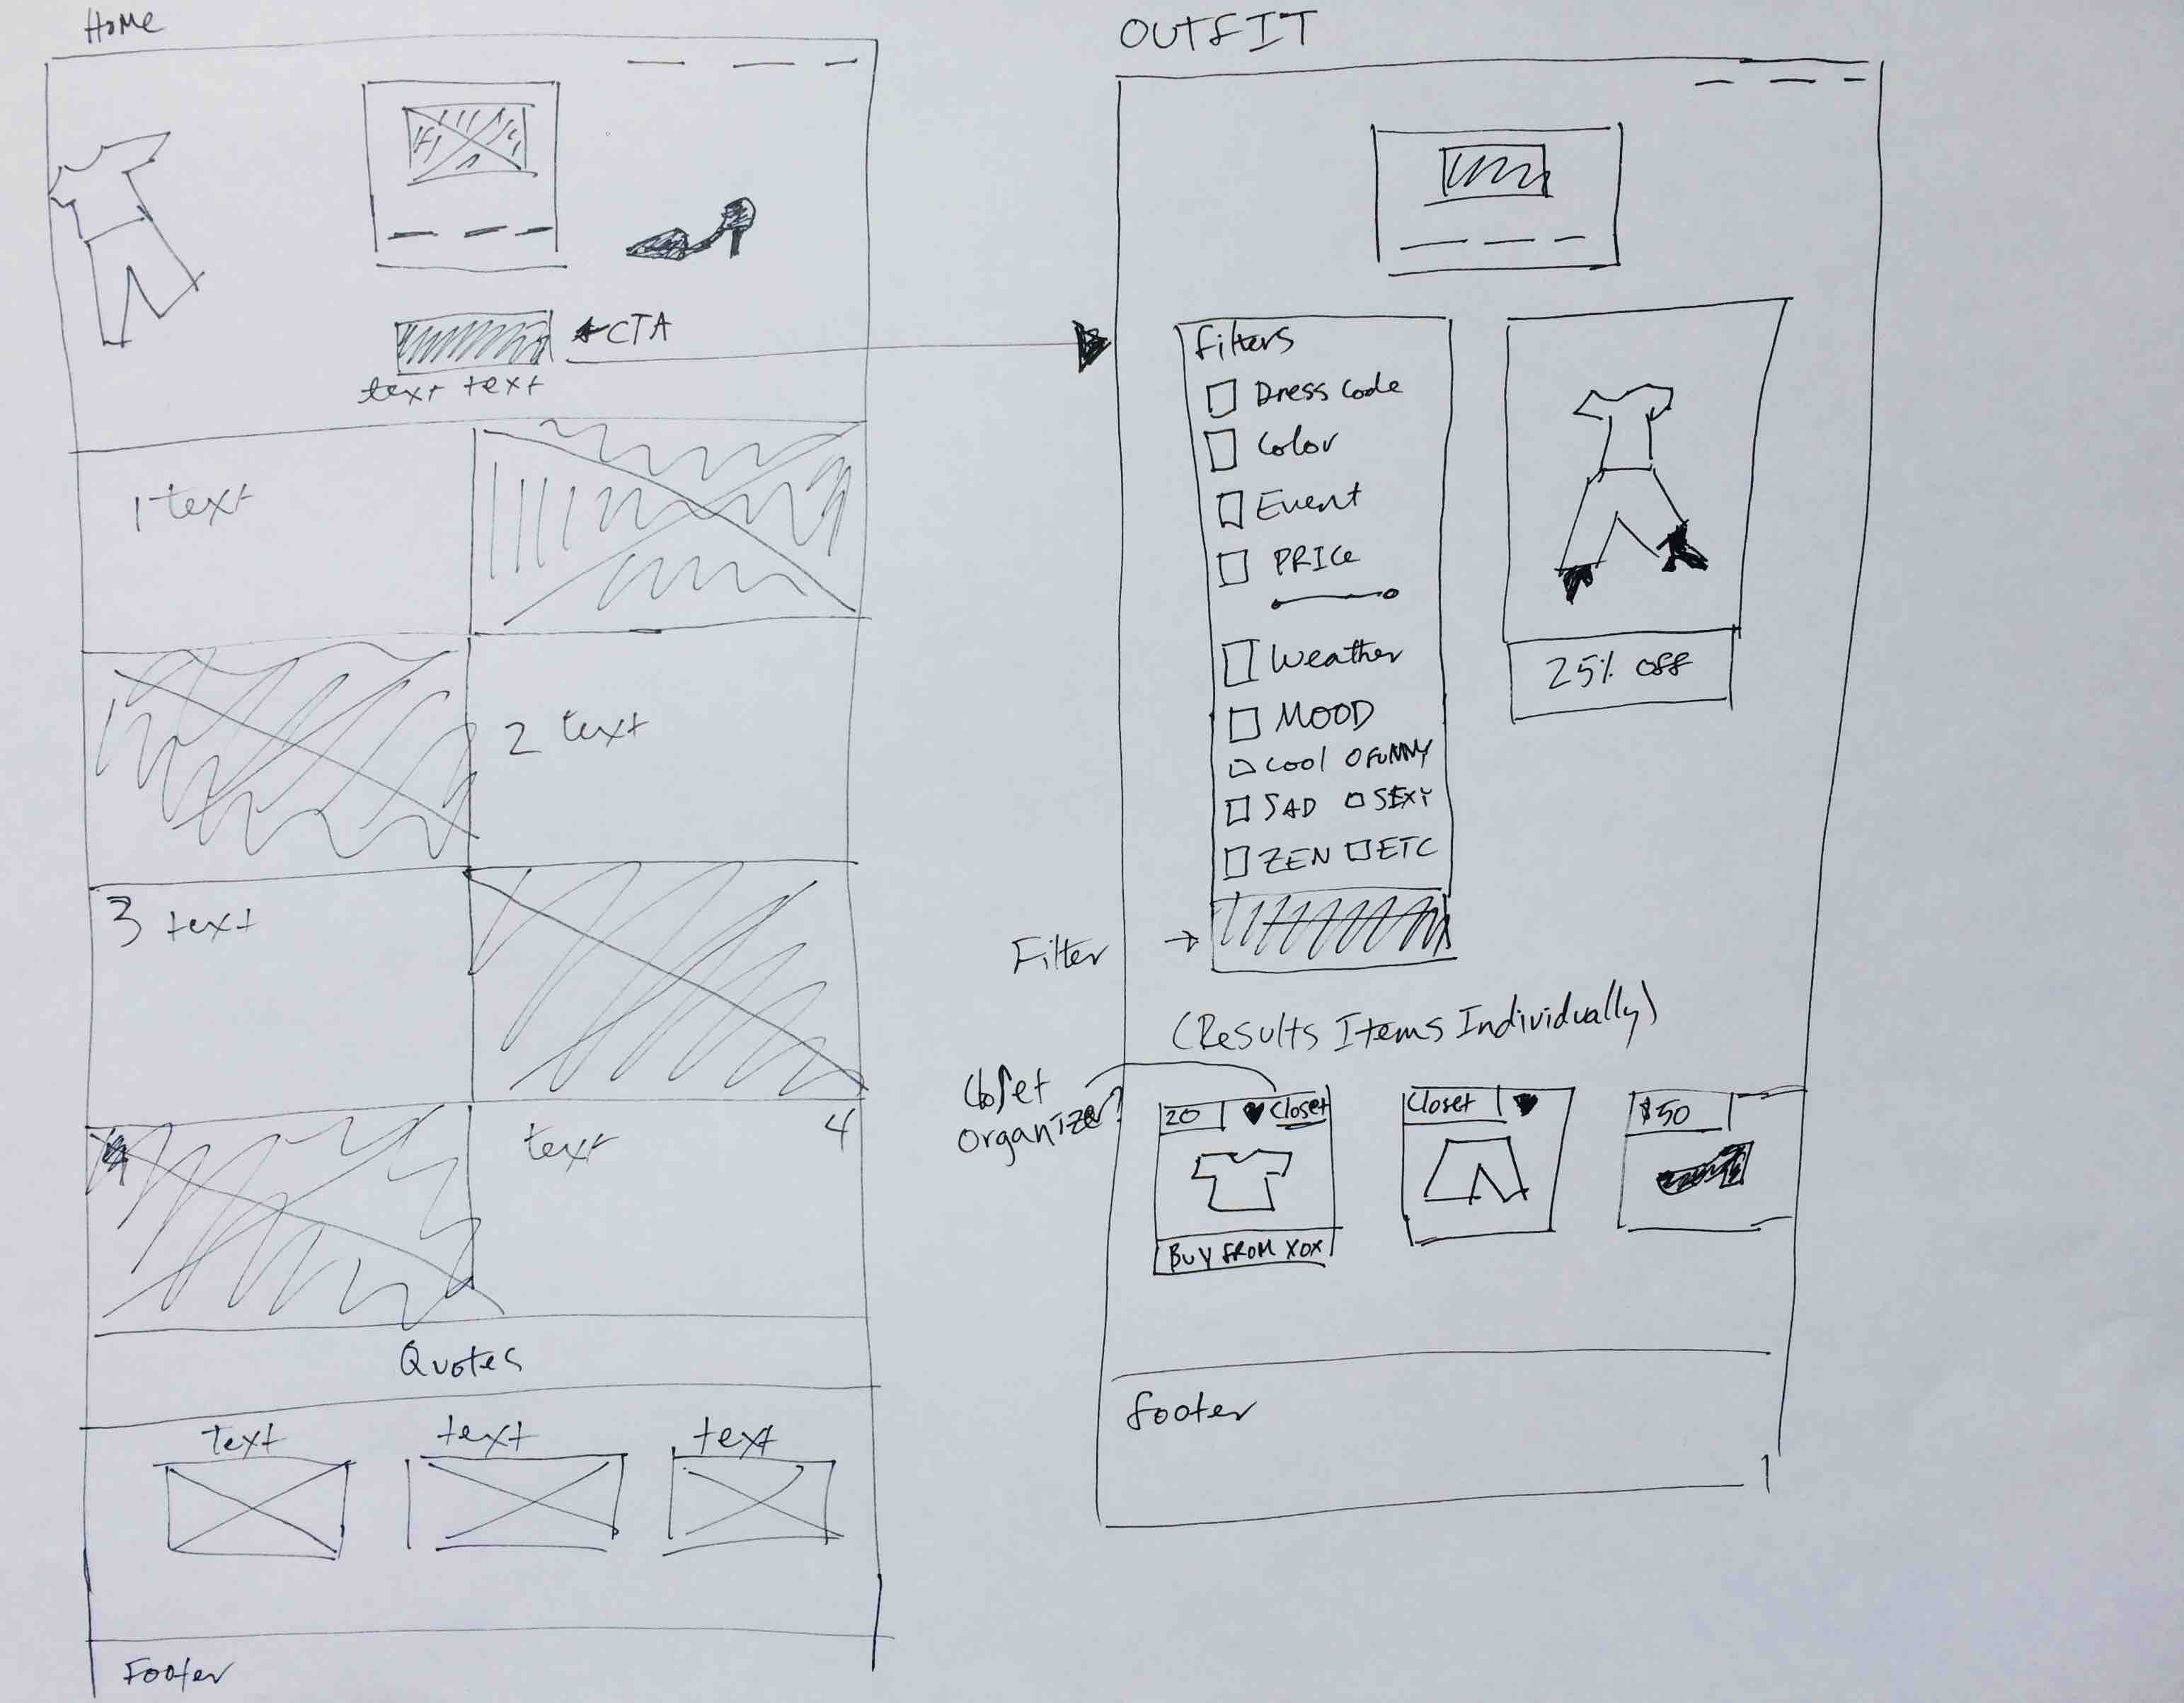 HOME
CTA
text text
1 text
2 text
3 text
text 4
Quotes
Text text text
Footer
OUTFIT
filters
Dress Code
Color
Event
PRICE
Weather
MOOD
COOL FUNNY
SAD SEXY
ZEN ETC
Filter
25% off
(Results Items Individually)
Closet
Organizer?
20 ♥ Closet
BUY FROM XOX
Closet ♥
$50
footer